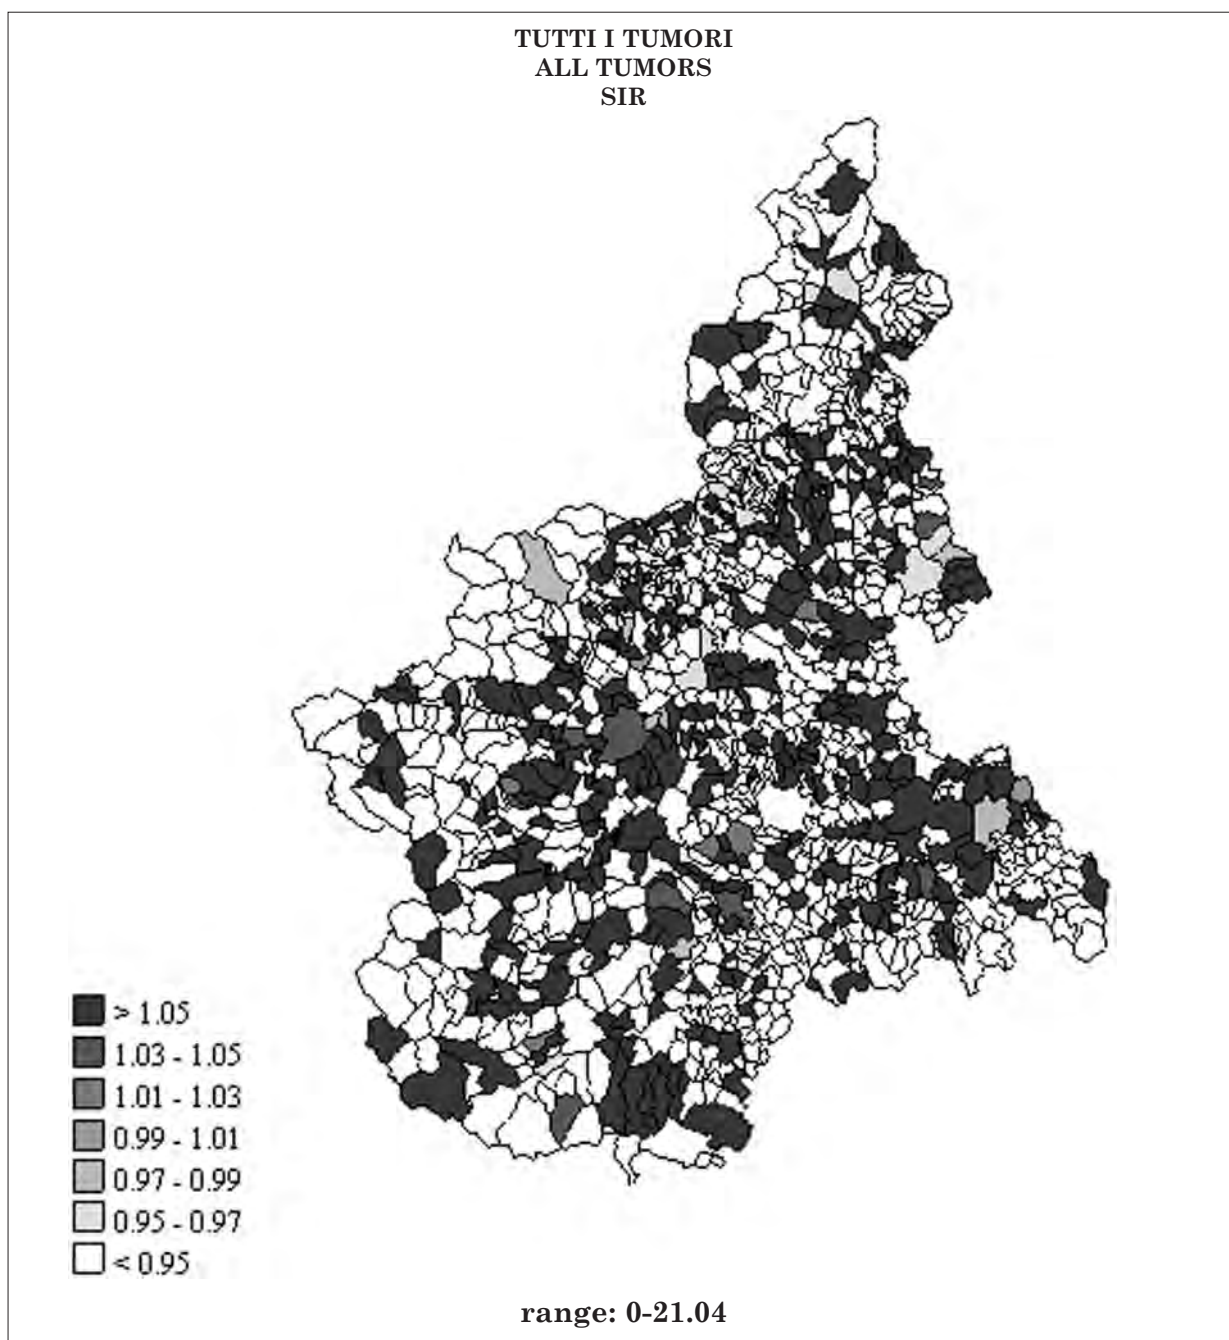 TUTTI I TUMORI
ALL TUMORS
SIR
> 1.05
1.03 - 1.05
1.01 - 1.03
0.99 - 1.01
0.97 - 0.99
0.95 - 0.97
< 0.95
range: 0-21.04